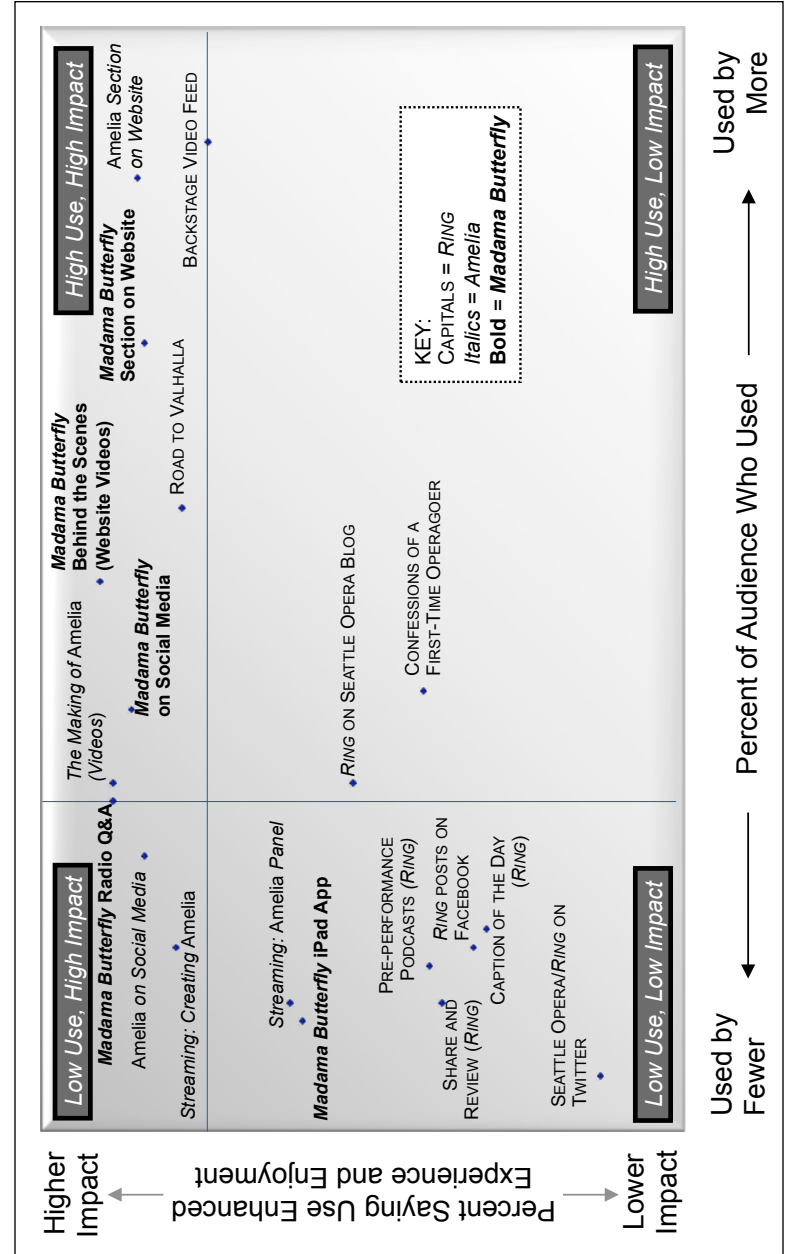 Higher
Impact
Percent Saying Use Enhanced
Experience and Enjoyment
Lower
Impact
Low Use, High Impact
High Use, High Impact
Madama Butterfly Radio Q&A
Amelia on Social Media
Streaming: Creating Amelia
The Making of Amelia
(Videos)
Madama Butterfly
on Social Media
Madama Butterfly
Behind the Scenes
(Website Videos)
ROAD TO VALHALLA
Madama Butterfly
Section on Website
Amelia Section
on Website
BACKSTAGE VIDEO FEED
Streaming: Amelia Panel
Madama Butterfly iPad App
PRE-PERFORMANCE
PODCASTS (RING)
SHARE AND
REVIEW (RING)
RING POSTS ON
FACEBOOK
CAPTION OF THE DAY
(RING)
SEATTLE OPERA/RING ON
TWITTER
RING ON SEATTLE OPERA BLOG
CONFESSIONS OF A
FIRST-TIME OPERAGOER
KEY:
CAPITALS = RING
Italics = Amelia
Bold = Madama Butterfly
Low Use, Low Impact
High Use, Low Impact
Used by
Fewer
Percent of Audience Who Used
Used by
More